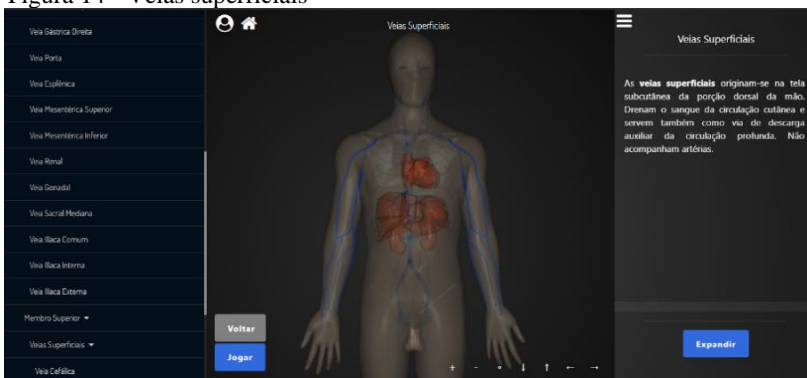 Figura 14 - Veias superficiais
Veia Gástrica Direita
Veia Porta
Veia Esplênica
Veia Mesentérica Superior
Veia Mesentérica Inferior
Veia Renal
Veia Gonadal
Veia Sacral Mediana
Veia Ilíaca Comum
Veia Ilíaca Interna
Veia Ilíaca Externa
Membro Superior
Veias Superficiais
Veia Cefálica
Veias Superficiais
Voltar
Jogar
Veias Superficiais
As veias superficiais originam-se na tela
subcutânea da porção dorsal da mão.
Drenam o sangue da circulação cutânea e
servem também como via de descarga
auxiliar da circulação profunda. Não
acompanham artérias.
Expandir